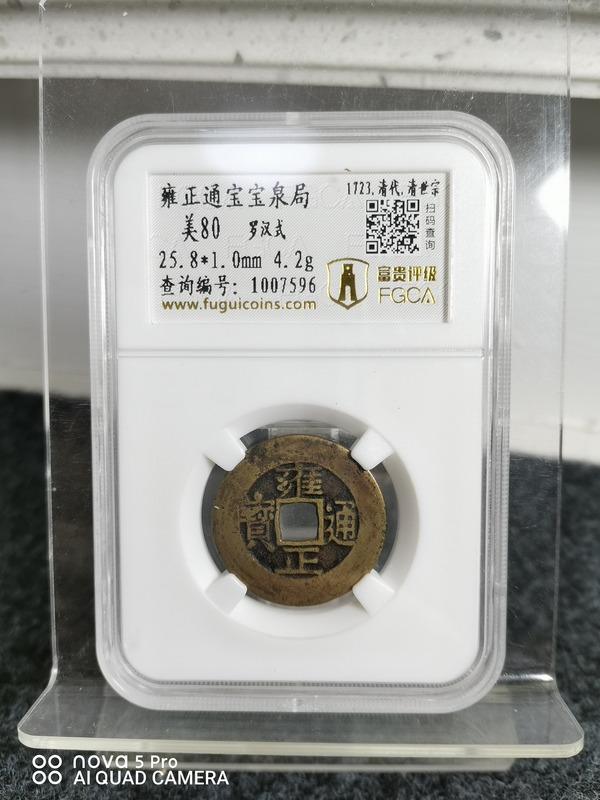 雍正通宝宝泉局
1723.清代.清世宗
美80 罗汉式
25.8*1.0mm 4.2g
查询编号: 1007596
www.fuguicoins.com
扫码查询
富贵评级
FGCA
雍正通寶
nova 5 Pro
AI QUAD CAMERA